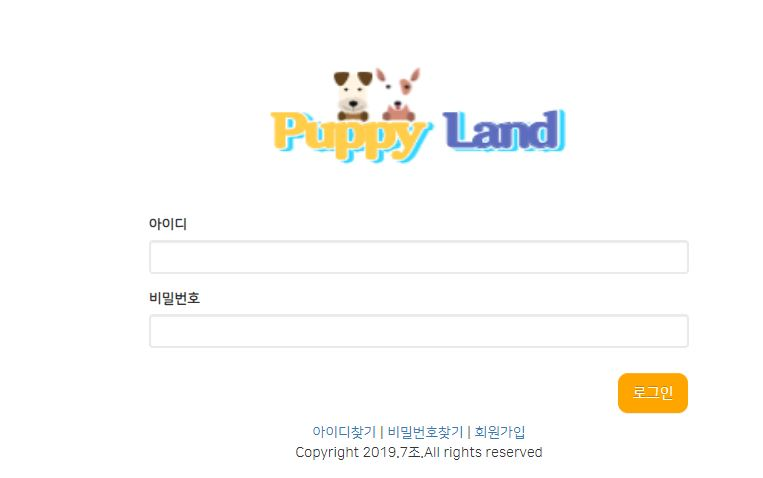 Puppy Land
아이디
비밀번호
로그인
아이디찾기 | 비밀번호찾기 | 회원가입
Copyright 2019.7조.All rights reserved